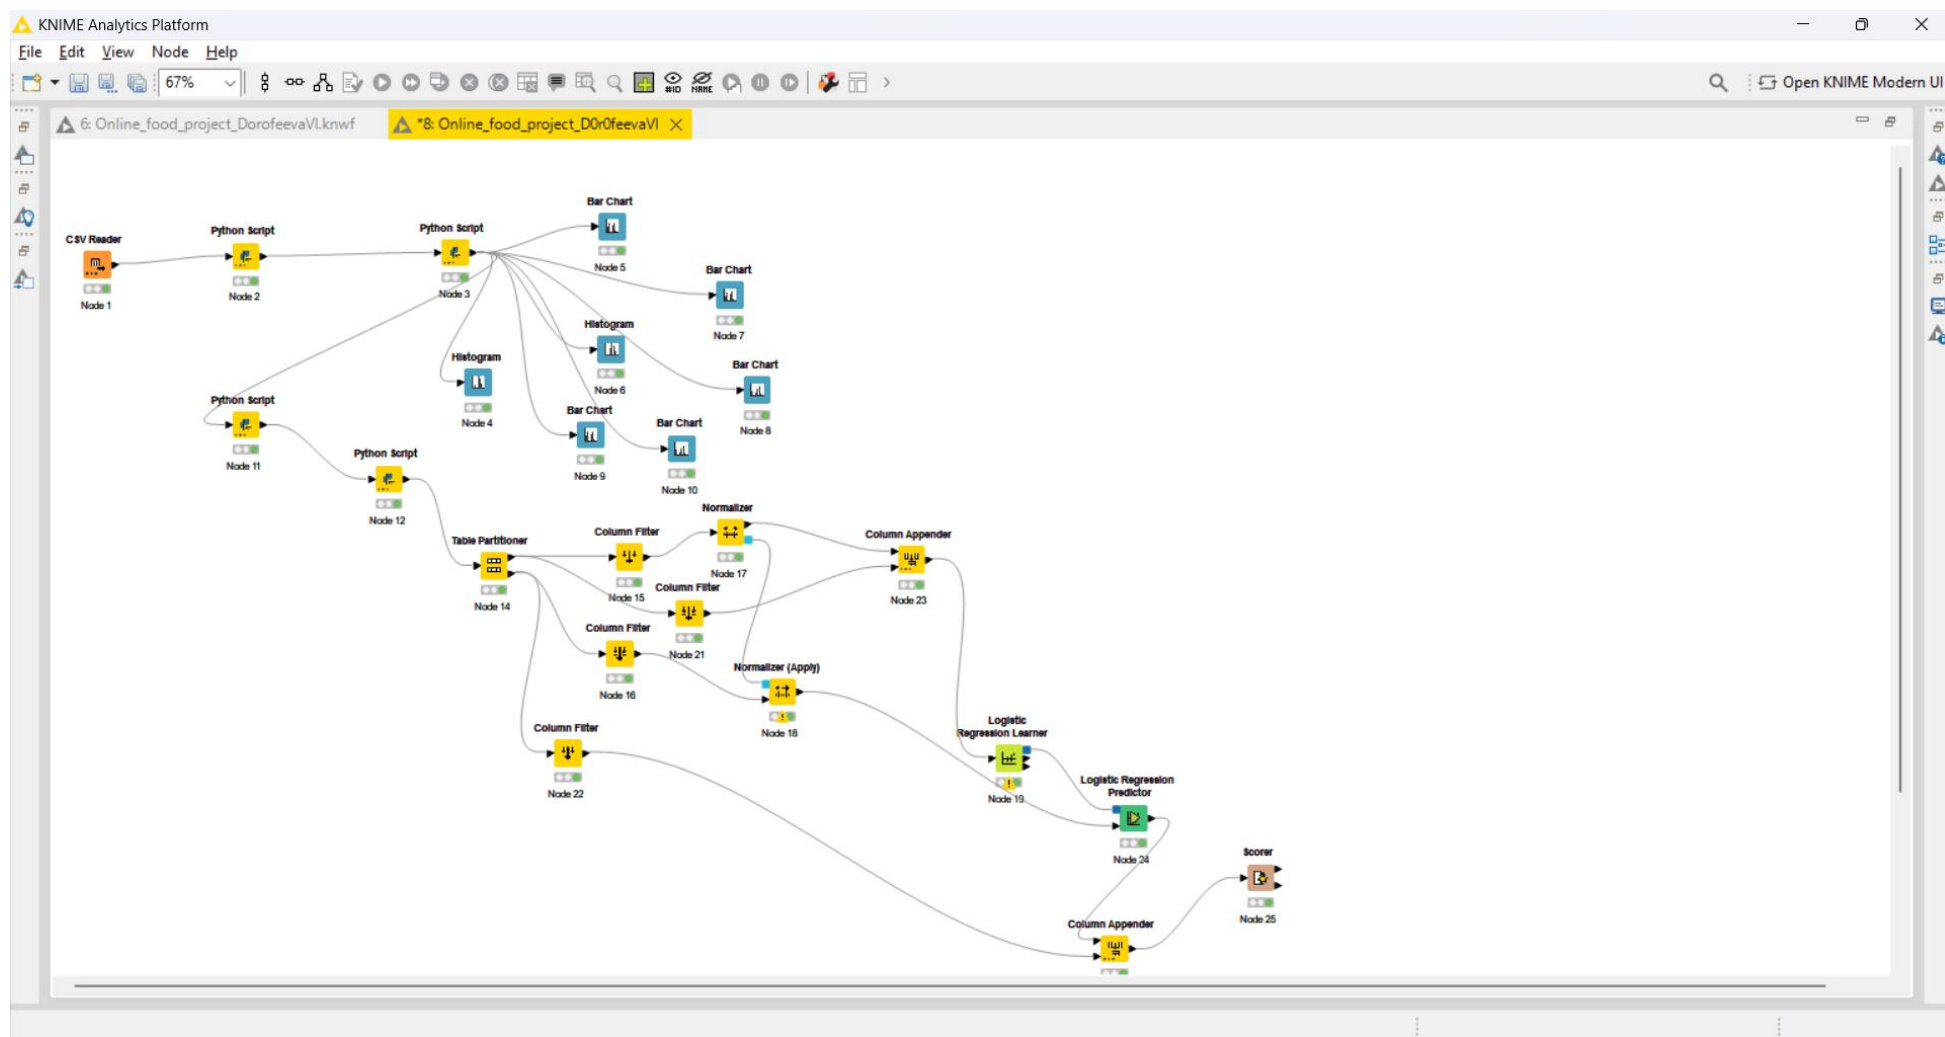 KNIME Analytics Platform
File Edit View Node Help
67%
#ID
NAME
Open KNIME Modern UI
6: Online_food_project_DorofeevaVI.knwf
*8: Online_food_project_D0r0feevaVI
Bar Chart
Node 5
CSV Reader
Node 1
Python Script
Node 2
Python Script
Node 3
Bar Chart
Node 7
Histogram
Node 6
Histogram
Node 4
Bar Chart
Node 8
Bar Chart
Node 9
Bar Chart
Node 10
Python Script
Node 11
Python Script
Node 12
Table Partitioner
Node 14
Column Filter
Node 15
Normalizer
Node 17
Column Filter
Node 21
Column Filter
Node 16
Column Appender
Node 23
Normalizer (Apply)
Node 18
Column Filter
Node 22
Logistic
Regression Learner
Node 19
Logistic Regression
Predictor
Node 24
Scorer
Node 25
Column Appender